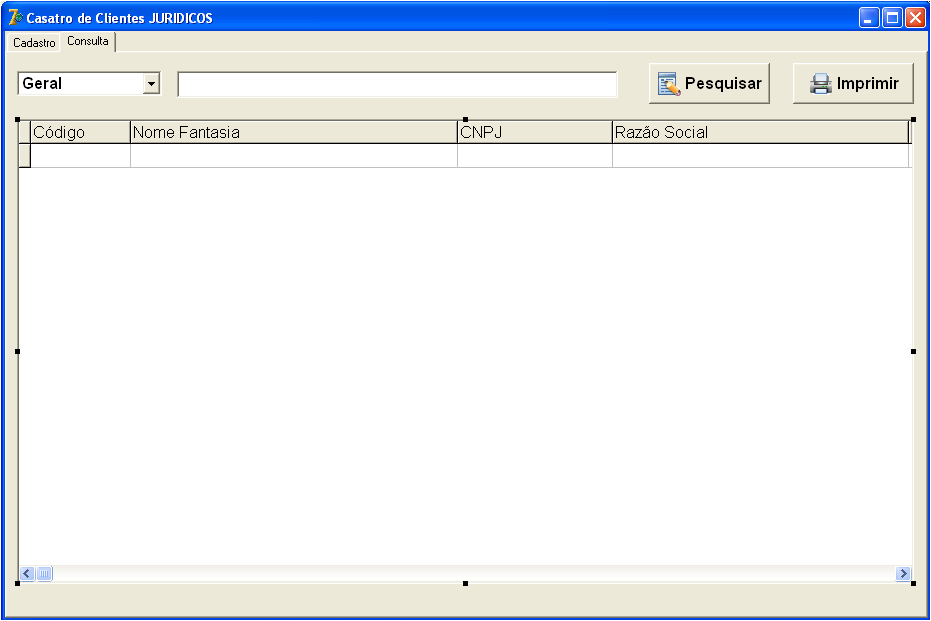 Casatro de Clientes JURIDICOS
Cadastro Consulta
Geral Pesquisar Imprimir
Código Nome Fantasia CNPJ Razão Social